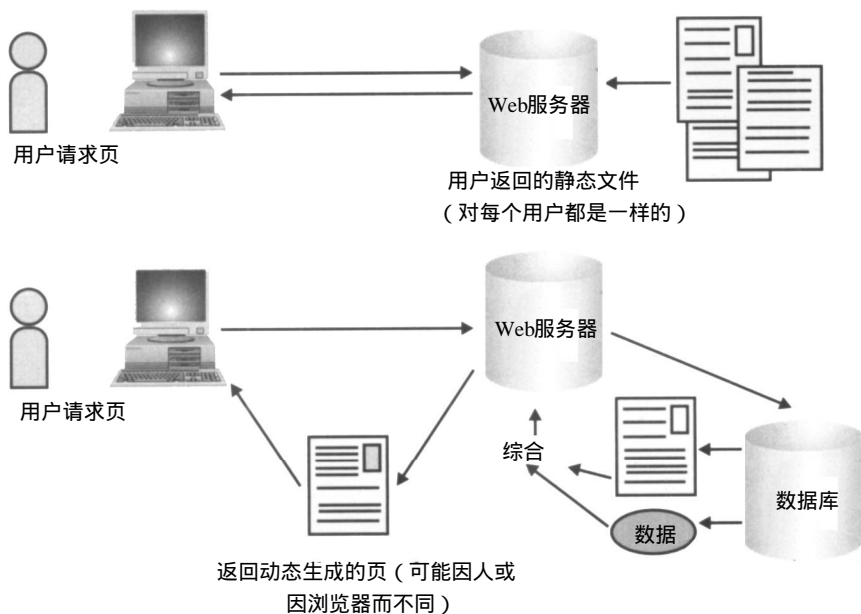 Web服务器
用户请求页
用户返回的静态文件
（对每个用户都是一样的）
Web服务器
用户请求页
综合
数据库
数据
返回动态生成的页（可能因人或
因浏览器而不同）